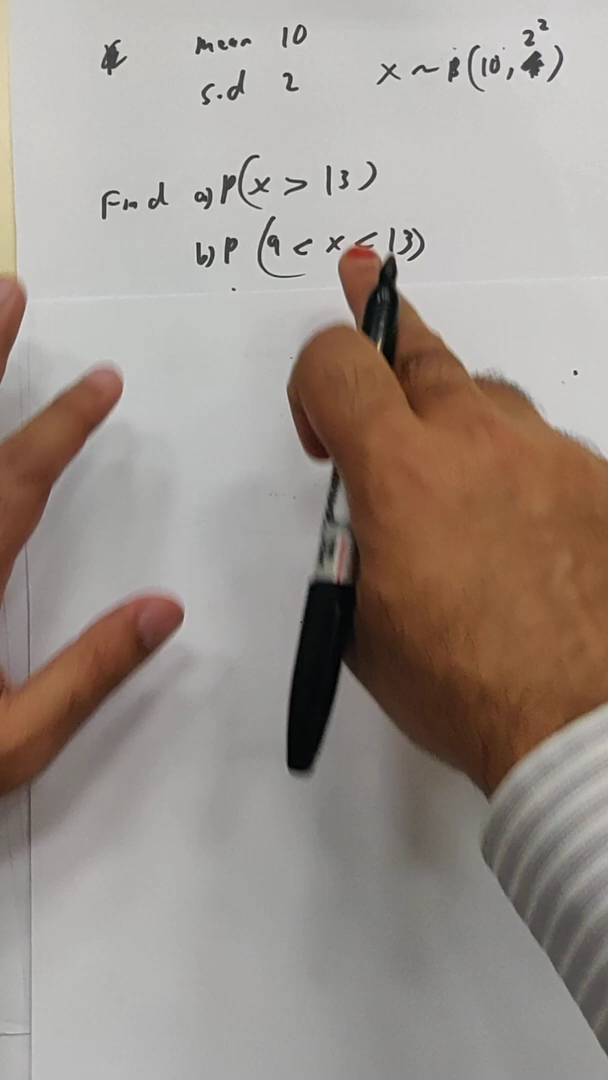 mean 10
s.d 2 X ~ B(10, 2²)
Find a) P(x > 13)
b) P (9 < x < 13)